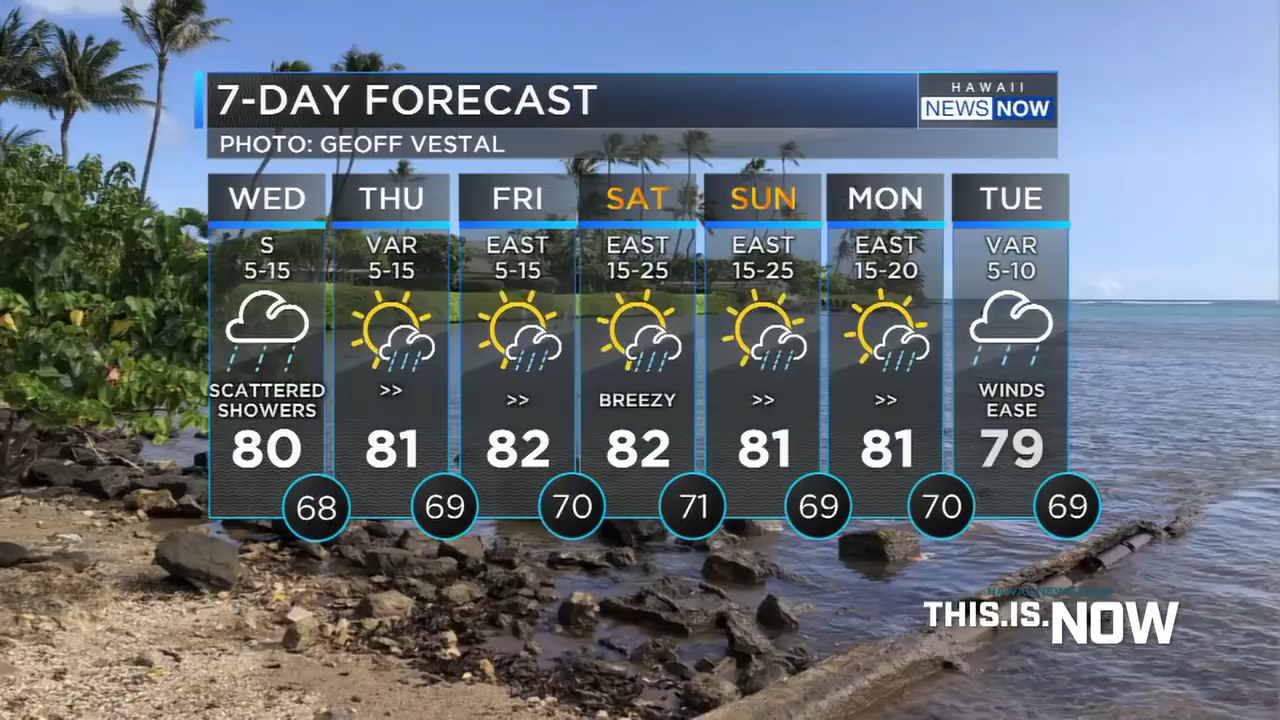 7-DAY FORECAST
HAWAII
NEWS NOW
PHOTO: GEOFF VESTAL
WED THU FRI SAT SUN MON TUE
S VAR EAST EAST EAST EAST VAR
5-15 5-15 5-15 15-25 15-25 15-20 5-10
SCATTERED SHOWERS >> >> BREEZY >> >> WINDS EASE
80 81 82 82 81 81 79
68 69 70 71 69 70 69
HAWAII NEWS NOW
THIS.IS.NOW